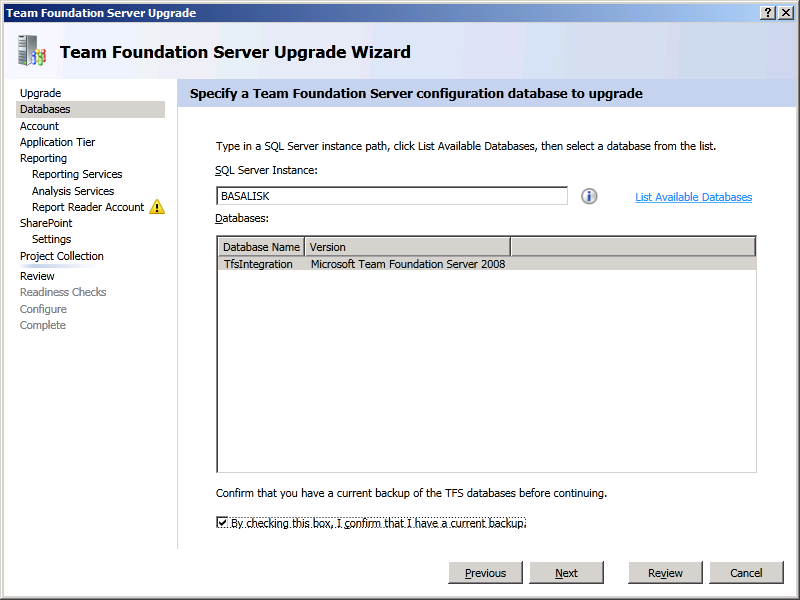 Team Foundation Server Upgrade
Team Foundation Server Upgrade Wizard
Upgrade
Databases
Account
Application Tier
Reporting
Reporting Services
Analysis Services
Report Reader Account
SharePoint
Settings
Project Collection
Review
Readiness Checks
Configure
Complete
Specify a Team Foundation Server configuration database to upgrade
Type in a SQL Server instance path, click List Available Databases, then select a database from the list.
SQL Server Instance:
BASALISK
List Available Databases
Databases:
Database Name Version
TfsIntegration Microsoft Team Foundation Server 2008
Confirm that you have a current backup of the TFS databases before continuing.
By checking this box, I confirm that I have a current backup.
Previous Next Review Cancel